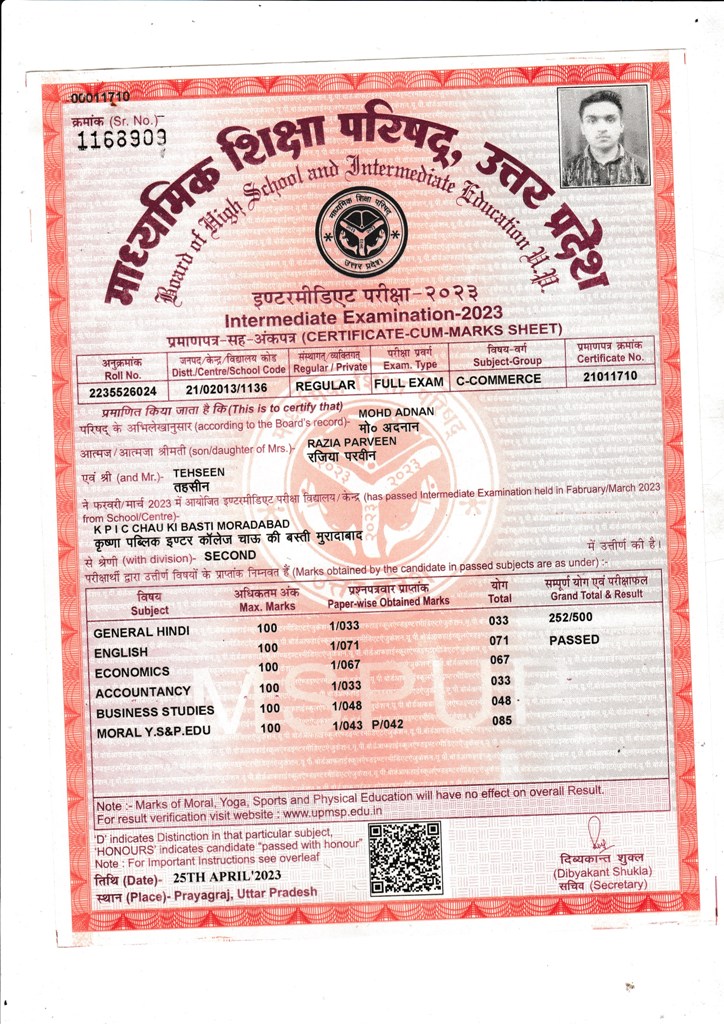 00011710
क्रमांक (Sr. No.)-
1168909
माध्यमिक शिक्षा परिषद्, उत्तर प्रदेश
Board of High School and Intermediate Education U.P.
माध्यमिक शिक्षा परिषद्
उत्तर प्रदेश
इण्टरमीडिएट परीक्षा-२०२३
Intermediate Examination-2023
प्रमाणपत्र-सह-अंकपत्र (CERTIFICATE-CUM-MARKS SHEET)
अनुक्रमांक जनपद/केन्द्र/विद्यालय कोड संस्थागत/व्यक्तिगत परीक्षा प्रवर्ग विषय-वर्ग प्रमाणपत्र क्रमांक
Roll No. Distt./Centre/School Code Regular / Private Exam. Type Subject-Group Certificate No.
2235526024 21/02013/1136 REGULAR FULL EXAM C-COMMERCE 21011710
प्रमाणित किया जाता है कि (This is to certify that) MOHD ADNAN
परिषद् के अभिलेखानुसार (according to the Board's record)- मो० अदनान
आत्मज/आत्मजा श्रीमती (son/daughter of Mrs.)- RAZIA PARVEEN
रजिया परवीन
एवं श्री (and Mr.)- TEHSEEN
तहसीन
ने फरवरी/मार्च 2023 में आयोजित इण्टरमीडिएट परीक्षा विद्यालय/केन्द्र (has passed Intermediate Examination held in Fabruary/March 2023
from School/Centre)-
K P I C CHAU KI BASTI MORADABAD
कृष्णा पब्लिक इण्टर कॉलेज चाऊ की बस्ती मुरादाबाद
से श्रेणी (with division)- SECOND में उत्तीर्ण की है।
परीक्षार्थी द्वारा उत्तीर्ण विषयों के प्राप्तांक निम्नवत हैं (Marks obtained by the candidate in passed subjects are as under) :-
विषय अधिकतम अंक प्रश्नपत्रवार प्राप्तांक योग सम्पूर्ण योग एवं परीक्षाफल
Subject Max. Marks Paper-wise Obtained Marks Total Grand Total & Result
GENERAL HINDI 100 1/033 033 252/500
ENGLISH 100 1/071 071 PASSED
ECONOMICS 100 1/067 067
ACCOUNTANCY 100 1/033 033
BUSINESS STUDIES 100 1/048 048
MORAL Y.S&P.EDU 100 1/043 P/042 085
MSPUP
Note :- Marks of Moral, Yoga, Sports and Physical Education will have no effect on overall Result.
For result verification visit website : www.upmsp.edu.in
'D' indicates Distinction in that particular subject,
'HONOURS' indicates candidate "passed with honour"
Note : For Important Instructions see overleaf
तिथि (Date)- 25TH APRIL'2023
स्थान (Place)- Prayagraj, Uttar Pradesh
दिब्यकान्त शुक्ल
(Dibyakant Shukla)
सचिव (Secretary)